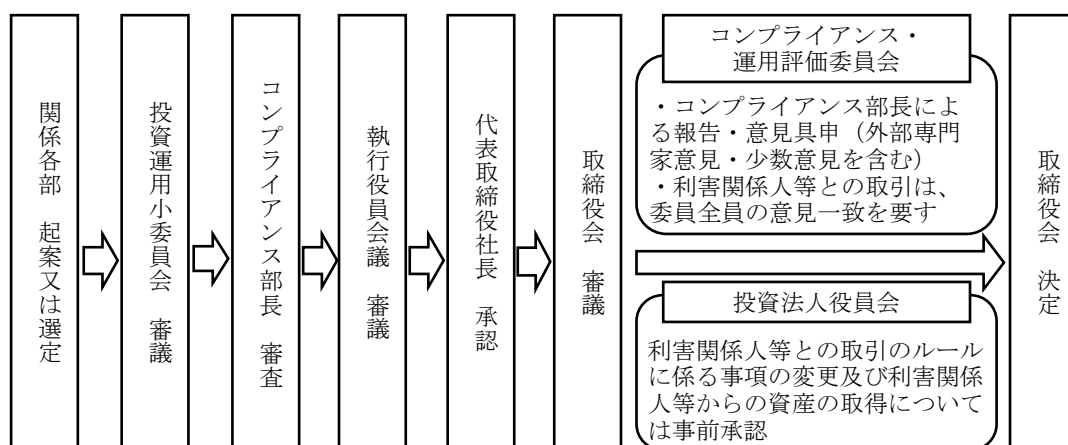 関係各部　起案又は選定
投資運用小委員会　審議
コンプライアンス部長　審査
執行役員会議　審議
代表取締役社長　承認
取締役会　審議
コンプライアンス・
運用評価委員会
・コンプライアンス部長によ
る報告・意見具申（外部専門
家意見・少数意見を含む）
・利害関係人等との取引は、
委員全員の意見一致を要す
投資法人役員会
利害関係人等との取引のルール
に係る事項の変更及び利害関係
人等からの資産の取得について
は事前承認
取締役会　決定